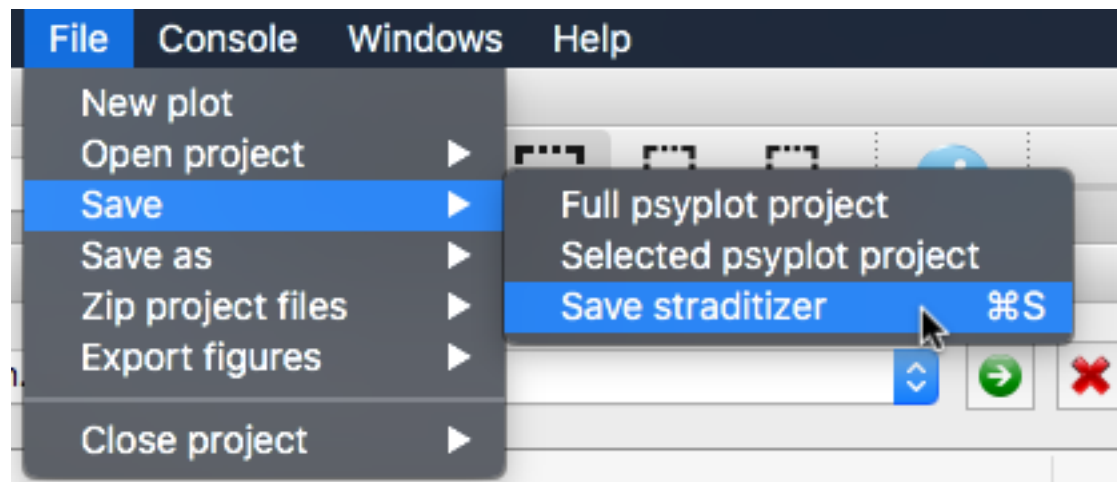 File Console Windows Help
New plot
Open project
Save
Save as
Zip project files
Export figures
Close project
Full psyplot project
Selected psyplot project
Save straditizer ⌘S